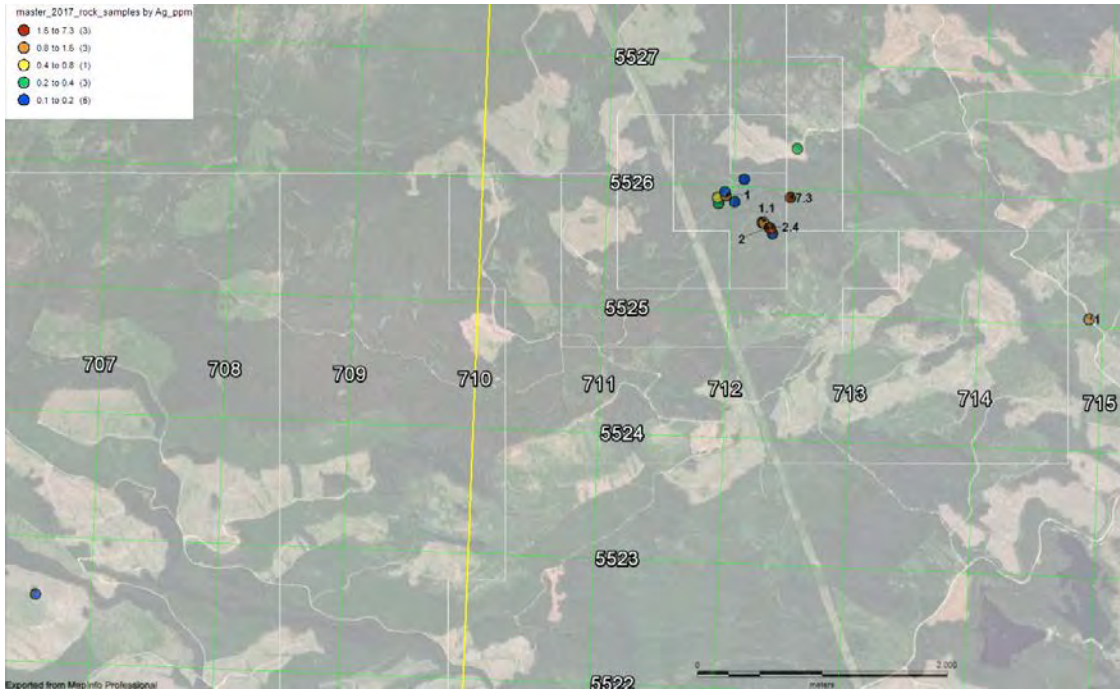 master_2017_rock_samples by Ag_ppm
1.6 to 7.3 (3)
0.8 to 1.6 (3)
0.4 to 0.8 (1)
0.2 to 0.4 (3)
0.1 to 0.2 (6)
5527
5526
1
7.3
1.1
2.4
2
5525
1
707
708
709
710
711
712
713
714
715
5524
5523
5522
0
2,000
meters
Exported from MapInfo Professional